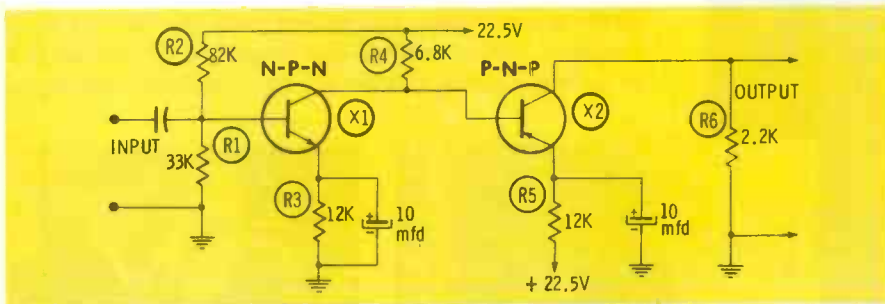 22.5V
R2 82K
R4 6.8K
N-P-N
P-N-P
X1
X2
OUTPUT
R6
2.2K
INPUT
R1
33K
R3
12K
10
mfd
R5
12K
10
mfd
+ 22.5V